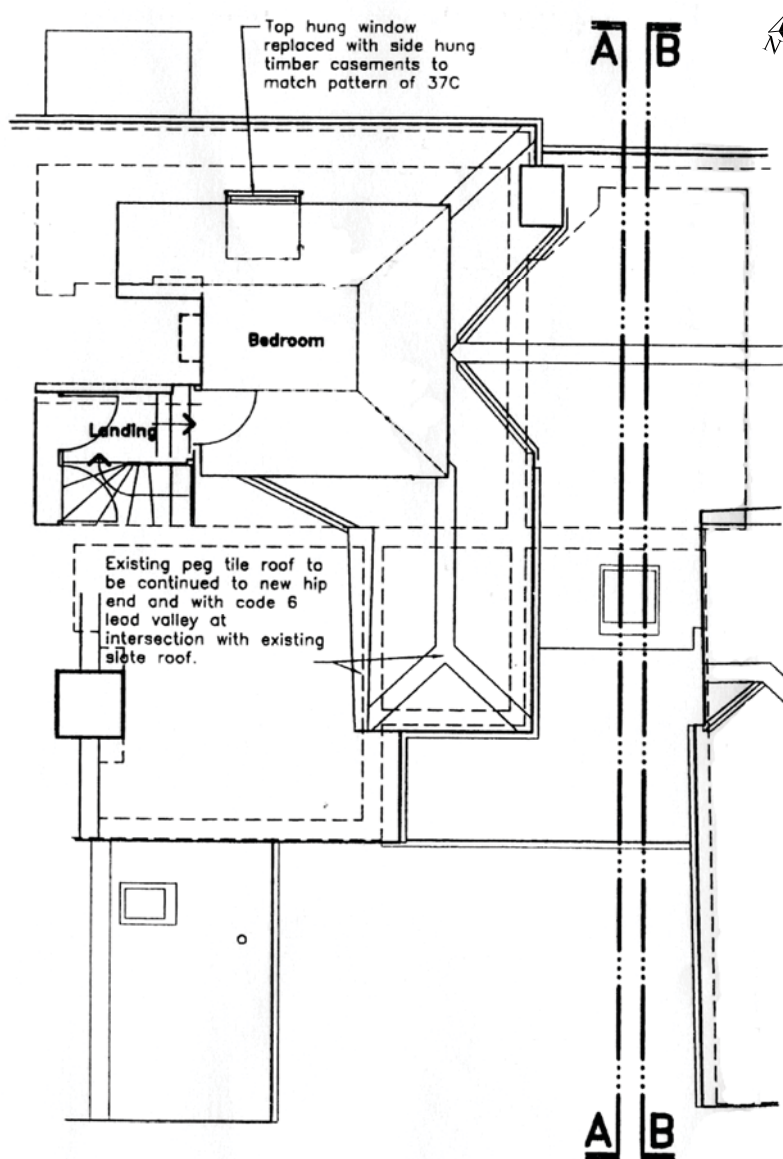 Top hung window
replaced with side hung
timber casements to
match pattern of 37C
A B
N
Bedroom
Landing
Existing peg tile roof to
be continued to new hip
end and with code 6
lead valley at
intersection with existing
slate roof.
A B